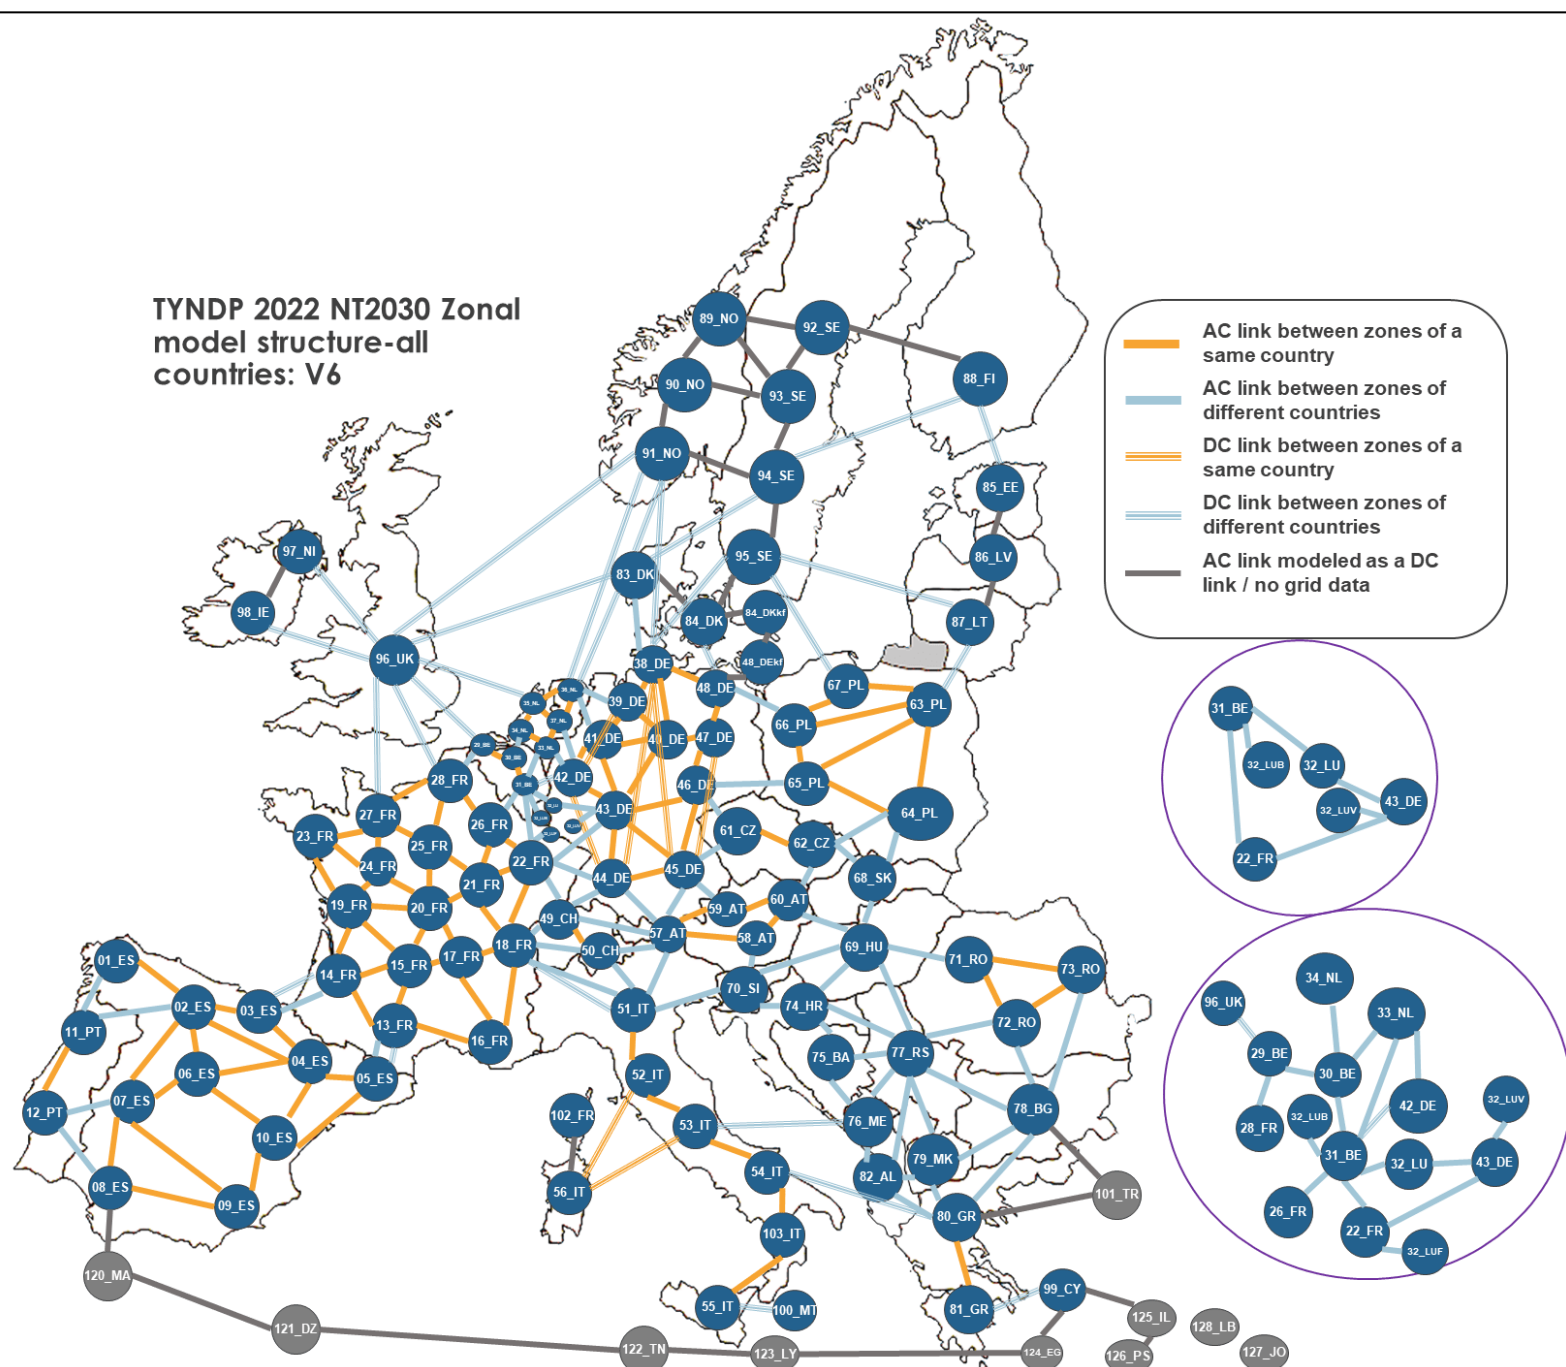 TYNDP 2022 NT2030 Zonal
model structure-all
countries: V6
AC link between zones of a
same country
AC link between zones of
different countries
DC link between zones of a
same country
DC link between zones of
different countries
AC link modeled as a DC
link / no grid data
89_NO
92_SE
88_FI
90_NO
93_SE
91_NO
94_SE
85_EE
97_NI
95_SE
86_LV
83_DK
98_IE
84_DK
84_DKkf
87_LT
96_UK
38_DE
48_DEkf
36_NL
39_DE
48_DE
67_PL
63_PL
35_NL
37_NL
66_PL
34_NL
41_DE
40_DE
47_DE
29_BE
33_NL
30_BE
28_FR
31_BE
42_DE
46_DE
65_PL
27_FR
26_FR
43_DE
64_PL
23_FR
25_FR
61_CZ
62_CZ
24_FR
22_FR
44_DE
45_DE
68_SK
21_FR
19_FR
20_FR
49_CH
59_AT
60_AT
57_AT
58_AT
18_FR
50_CH
69_HU
01_ES
17_FR
15_FR
71_RO
73_RO
14_FR
70_SI
02_ES
03_ES
51_IT
74_HR
11_PT
13_FR
16_FR
72_RO
04_ES
77_RS
75_BA
06_ES
05_ES
52_IT
07_ES
12_PT
102_FR
53_IT
76_ME
78_BG
10_ES
79_MK
54_IT
82_AL
08_ES
56_IT
101_TR
09_ES
80_GR
103_IT
120_MA
99_CY
55_IT
100_MT
81_GR
125_IL
121_DZ
128_LB
122_TN
123_LY
124_EG
126_PS
127_JO
31_BE
32_LUB
32_LU
43_DE
32_LUV
22_FR
34_NL
96_UK
33_NL
29_BE
30_BE
42_DE
32_LUV
28_FR
32_LUB
31_BE
32_LU
43_DE
26_FR
22_FR
32_LUF